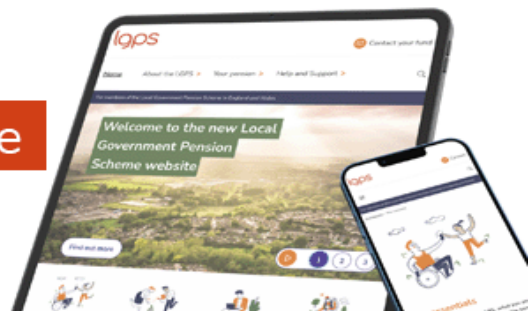 lgps
Contact your fund
Home About the LGPS > Your pension > Help and Support >
For members of the Local Government Pension Scheme in England and Wales
e
Welcome to the new Local
Government Pension
Scheme website
Find out more
1 2 3
lgps